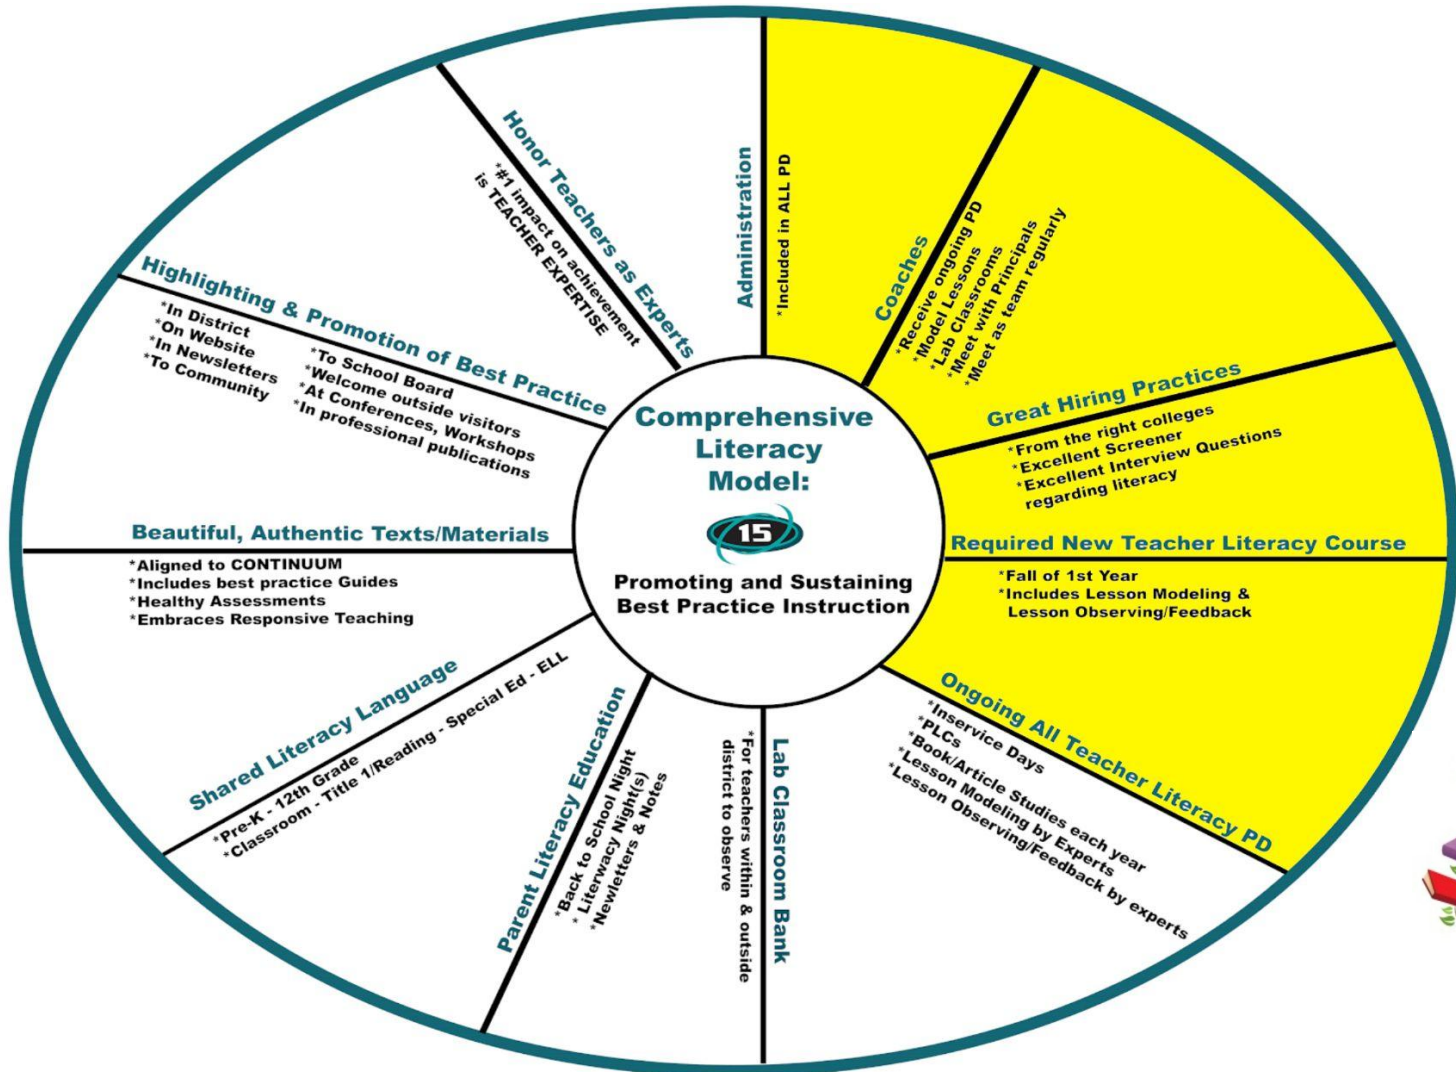 Comprehensive
Literacy
Model:
15
Promoting and Sustaining
Best Practice Instruction
Administration
*Included in ALL PD
Coaches
*Receive ongoing PD
*Model Lessons
*Lab Classrooms
*Meet with Principals
*Meet as team regularly
Great Hiring Practices
*From the right colleges
*Excellent Screener
*Excellent Interview Questions
regarding literacy
Required New Teacher Literacy Course
*Fall of 1st Year
*Includes Lesson Modeling &
Lesson Observing/Feedback
Ongoing All Teacher Literacy PD
*Inservice Days
*PLCs
*Book/Article Studies each year
*Lesson Modeling by Experts
*Lesson Observing/Feedback by experts
Lab Classroom Bank
*For teachers within & outside
district to observe
Parent Literacy Education
*Back to School Night
* Literwacy Night(s)
*Newletters & Notes
Shared Literacy Language
*Pre-K - 12th Grade
*Classroom - Title 1/Reading - Special Ed - ELL
Beautiful, Authentic Texts/Materials
*Aligned to CONTINUUM
*Includes best practice Guides
*Healthy Assessments
*Embraces Responsive Teaching
Highlighting & Promotion of Best Practice
*In District
*On Website
*In Newsletters
*To Community
*To School Board
*Welcome outside visitors
*At Conferences, Workshops
*In professional publications
Honor Teachers as Experts
*#1 impact on achievement
is TEACHER EXPERTISE